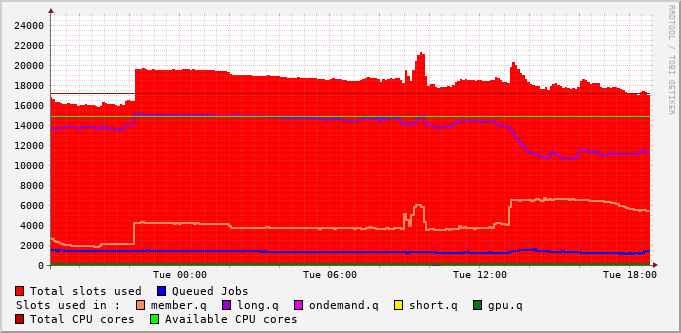 24000
22000
20000
18000
16000
14000
12000
10000
8000
6000
4000
2000
0
Tue 00:00 Tue 06:00 Tue 12:00 Tue 18:00
RRDTOOL / TOBI OETIKER
Total slots used Queued Jobs
Slots used in : member.q long.q ondemand.q short.q gpu.q
Total CPU cores Available CPU cores